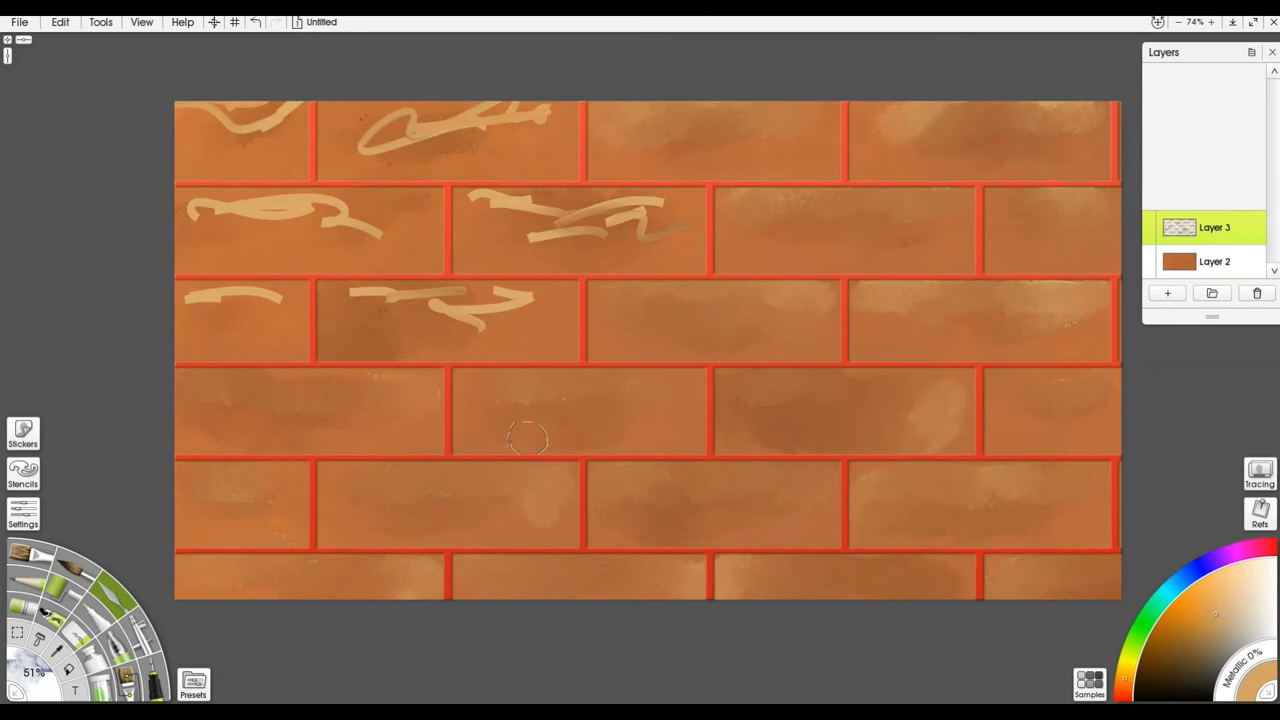 File Edit Tools View Help Untitled − 74% +
Layers
Layer 3
Layer 2
Stickers
Stencils
Settings
Tracing
Refs
51%
T
Presets
Samples
Metallic 0%